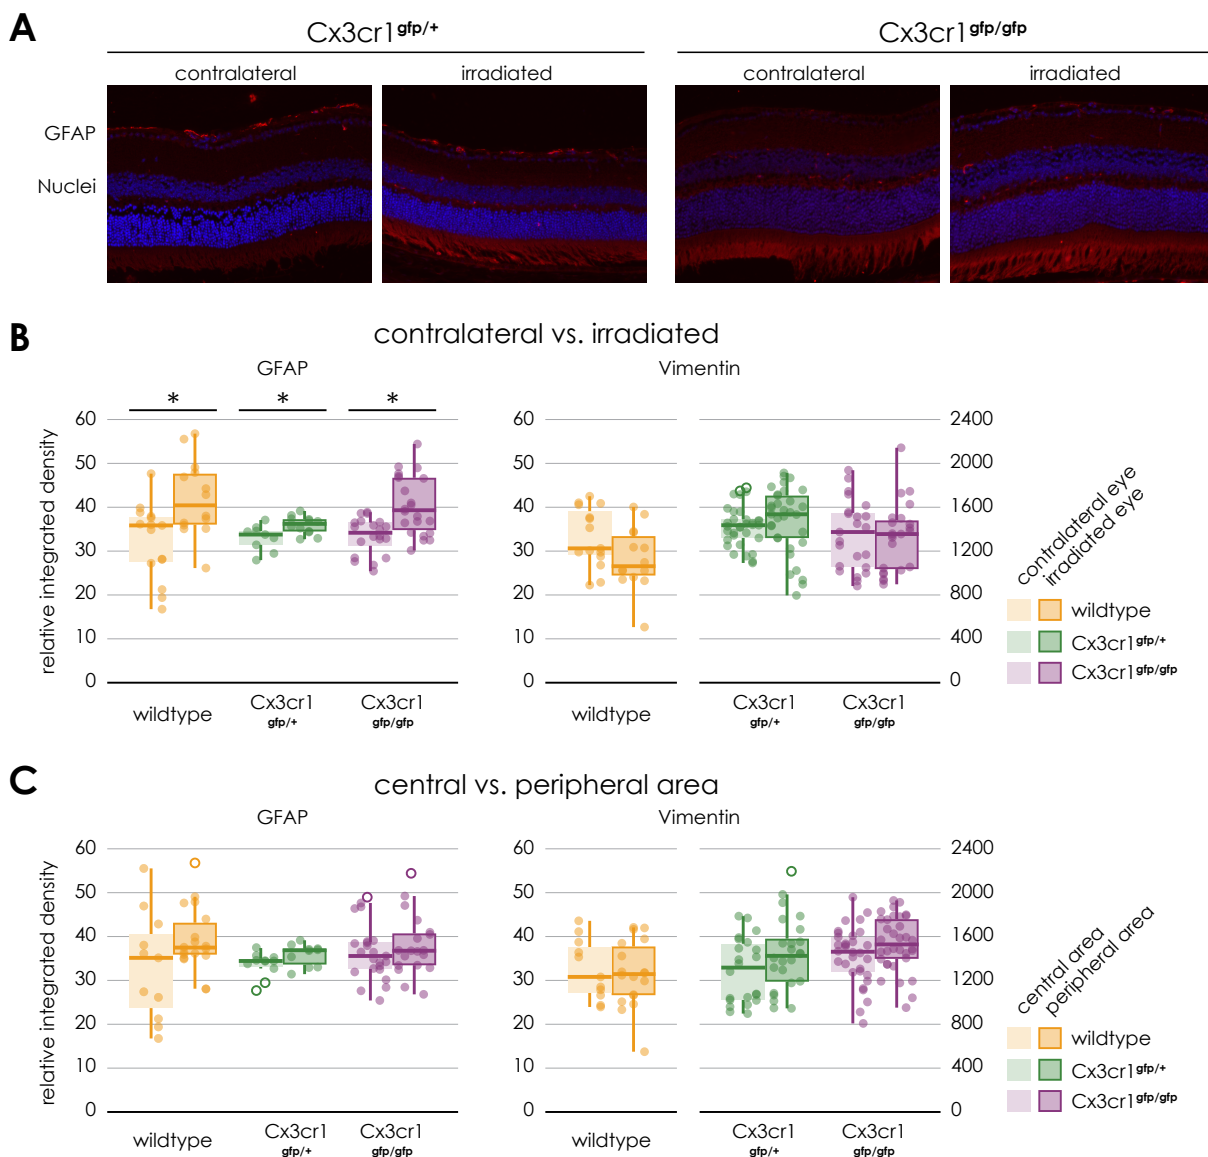 A
Cx3cr1gfp/+ Cx3cr1gfp/gfp
contralateral irradiated contralateral irradiated
GFAP
Nuclei
B
contralateral vs. irradiated
GFAP Vimentin
* * *
relative integrated density
60 50 40 30 20 10 0
60 50 40 30 20 10 0
2400 2000 1600 1200 800 400 0
wildtype Cx3cr1 gfp/+ Cx3cr1 gfp/gfp
wildtype Cx3cr1 gfp/+ Cx3cr1 gfp/gfp
contralateral eye
irradiated eye
wildtype
Cx3cr1gfp/+
Cx3cr1gfp/gfp
C
central vs. peripheral area
GFAP Vimentin
relative integrated density
60 50 40 30 20 10 0
60 50 40 30 20 10 0
2400 2000 1600 1200 800 400 0
wildtype Cx3cr1 gfp/+ Cx3cr1 gfp/gfp
wildtype Cx3cr1 gfp/+ Cx3cr1 gfp/gfp
central area
peripheral area
wildtype
Cx3cr1gfp/+
Cx3cr1gfp/gfp